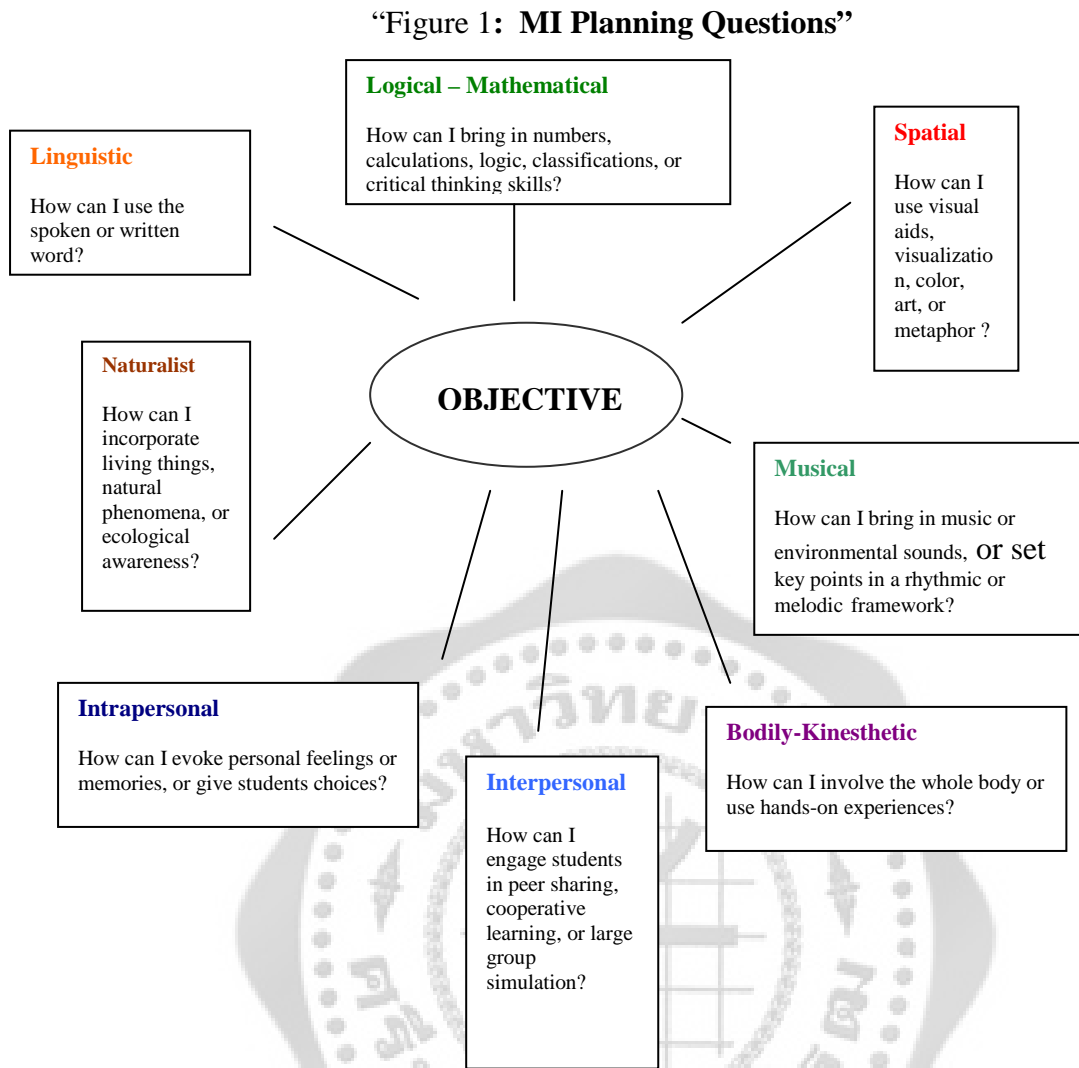 “Figure 1: MI Planning Questions”
Logical – Mathematical
How can I bring in numbers,
calculations, logic, classifications, or
critical thinking skills?
Linguistic
How can I use the
spoken or written
word?
Spatial
How can I
use visual
aids,
visualizatio
n, color,
art, or
metaphor ?
Naturalist
How can I
incorporate
living things,
natural
phenomena, or
ecological
awareness?
OBJECTIVE
Musical
How can I bring in music or
environmental sounds, or set
key points in a rhythmic or
melodic framework?
Intrapersonal
How can I evoke personal feelings or
memories, or give students choices?
Interpersonal
How can I
engage students
in peer sharing,
cooperative
learning, or large
group
simulation?
Bodily-Kinesthetic
How can I involve the whole body or
use hands-on experiences?